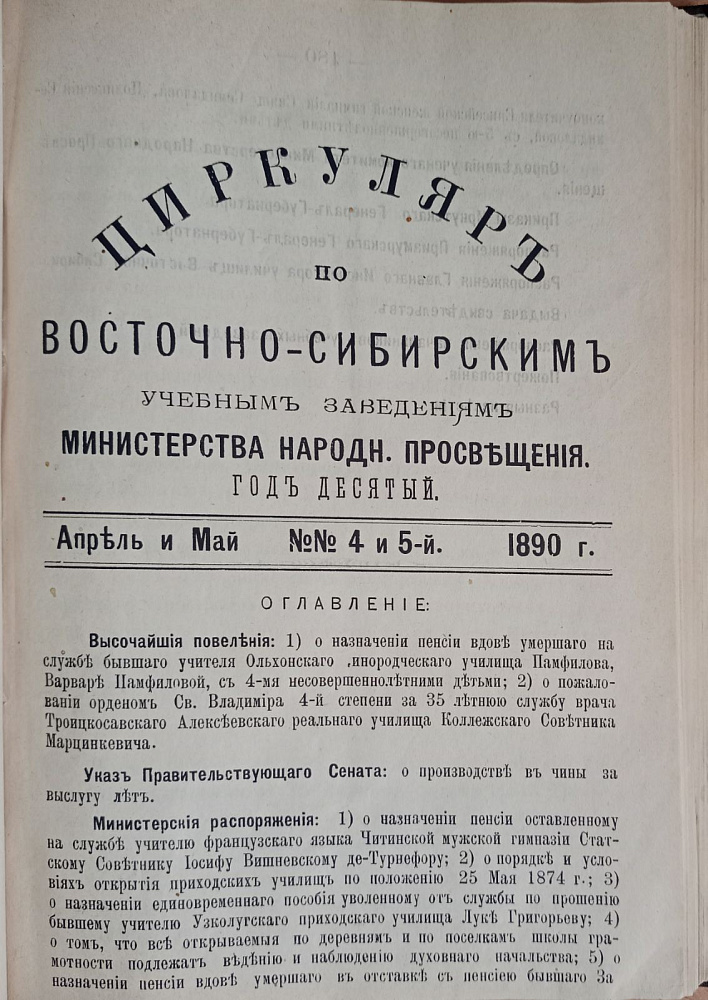 ЦИРКУЛЯРЪ
по
ВОСТОЧНО-СИБИРСКИМЪ
УЧЕБНЫМЪ ЗАВЕДЕНІЯМЪ
МИНИСТЕРСТВА НАРОДН. ПРОСВѢЩЕНІЯ.
ГОДЪ ДЕСЯТЫЙ.
Апрѣль и Май №№ 4 и 5-й. 1890 г.
ОГЛАВЛЕНІЕ:
Высочайшія повелѣнія: 1) о назначеніи пенсіи вдовѣ умершаго на
службѣ бывшаго учителя Ольхонскаго инородческаго училища Памфилова,
Варварѣ Памфиловой, съ 4-мя несовершеннолѣтними дѣтьми; 2) о пожало-
ваніи орденомъ Св. Владиміра 4-й степени за 35 лѣтнюю службу врача
Троицкосавскаго Алексѣевскаго реальнаго училища Коллежскаго Совѣтника
Марцинкевича.
Указъ Правительствующаго Сената: о производствѣ въ чины за
выслугу лѣтъ.
Министерскія распоряженія: 1) о назначеніи пенсіи оставленному
на службѣ учителю французскаго языка Читинской мужской гимназіи Стат-
скому Совѣтнику Іосифу Вишневскому де-Турнефору; 2) о порядкѣ и усло-
віяхъ открытія приходскихъ училищъ по положенію 25 Мая 1874 г.; 3)
о назначеніи единовременнаго пособія уволенному отъ службы по прошенію
бывшему учителю Узколугскаго приходскаго училища Лукѣ Григорьеву; 4)
о томъ, что всѣ открываемыя по деревнямъ и по поселкамъ школы гра-
мотности подлежатъ вѣдѣнію и наблюденію духовнаго начальства; 5) о
назначеніи пенсіи вдовѣ умершаго въ отставкѣ съ пенсіею бывшаго За